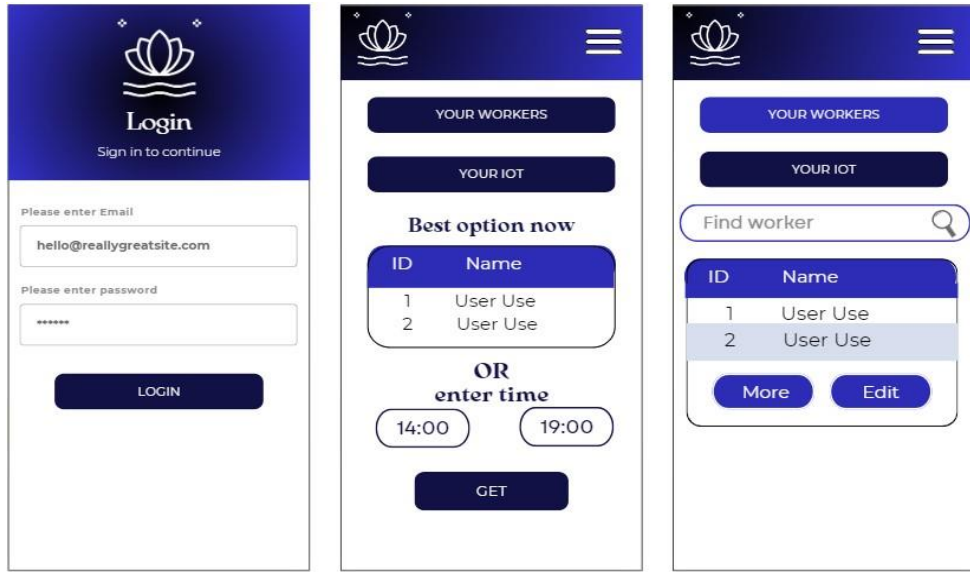 Login
Sign in to continue
Please enter Email
hello@reallygreatsite.com
Please enter password
******
LOGIN
YOUR WORKERS
YOUR IOT
Best option now
ID Name
1 User Use
2 User Use
OR
enter time
14:00 19:00
GET
YOUR WORKERS
YOUR IOT
Find worker
ID Name
1 User Use
2 User Use
More Edit